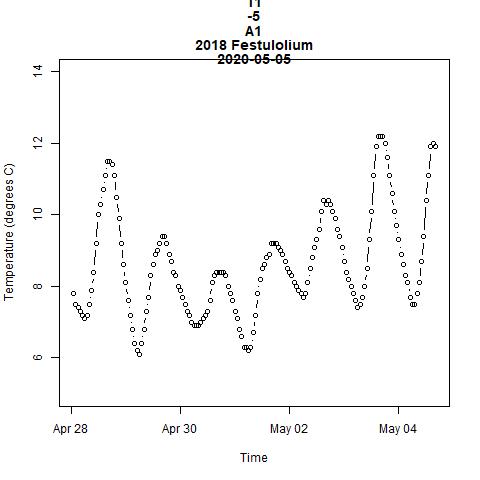 -5
A1
2018 Festulolium
2020-05-05
Temperature (degrees C)
14
12
10
8
6
Apr 28
Apr 30
May 02
May 04
Time